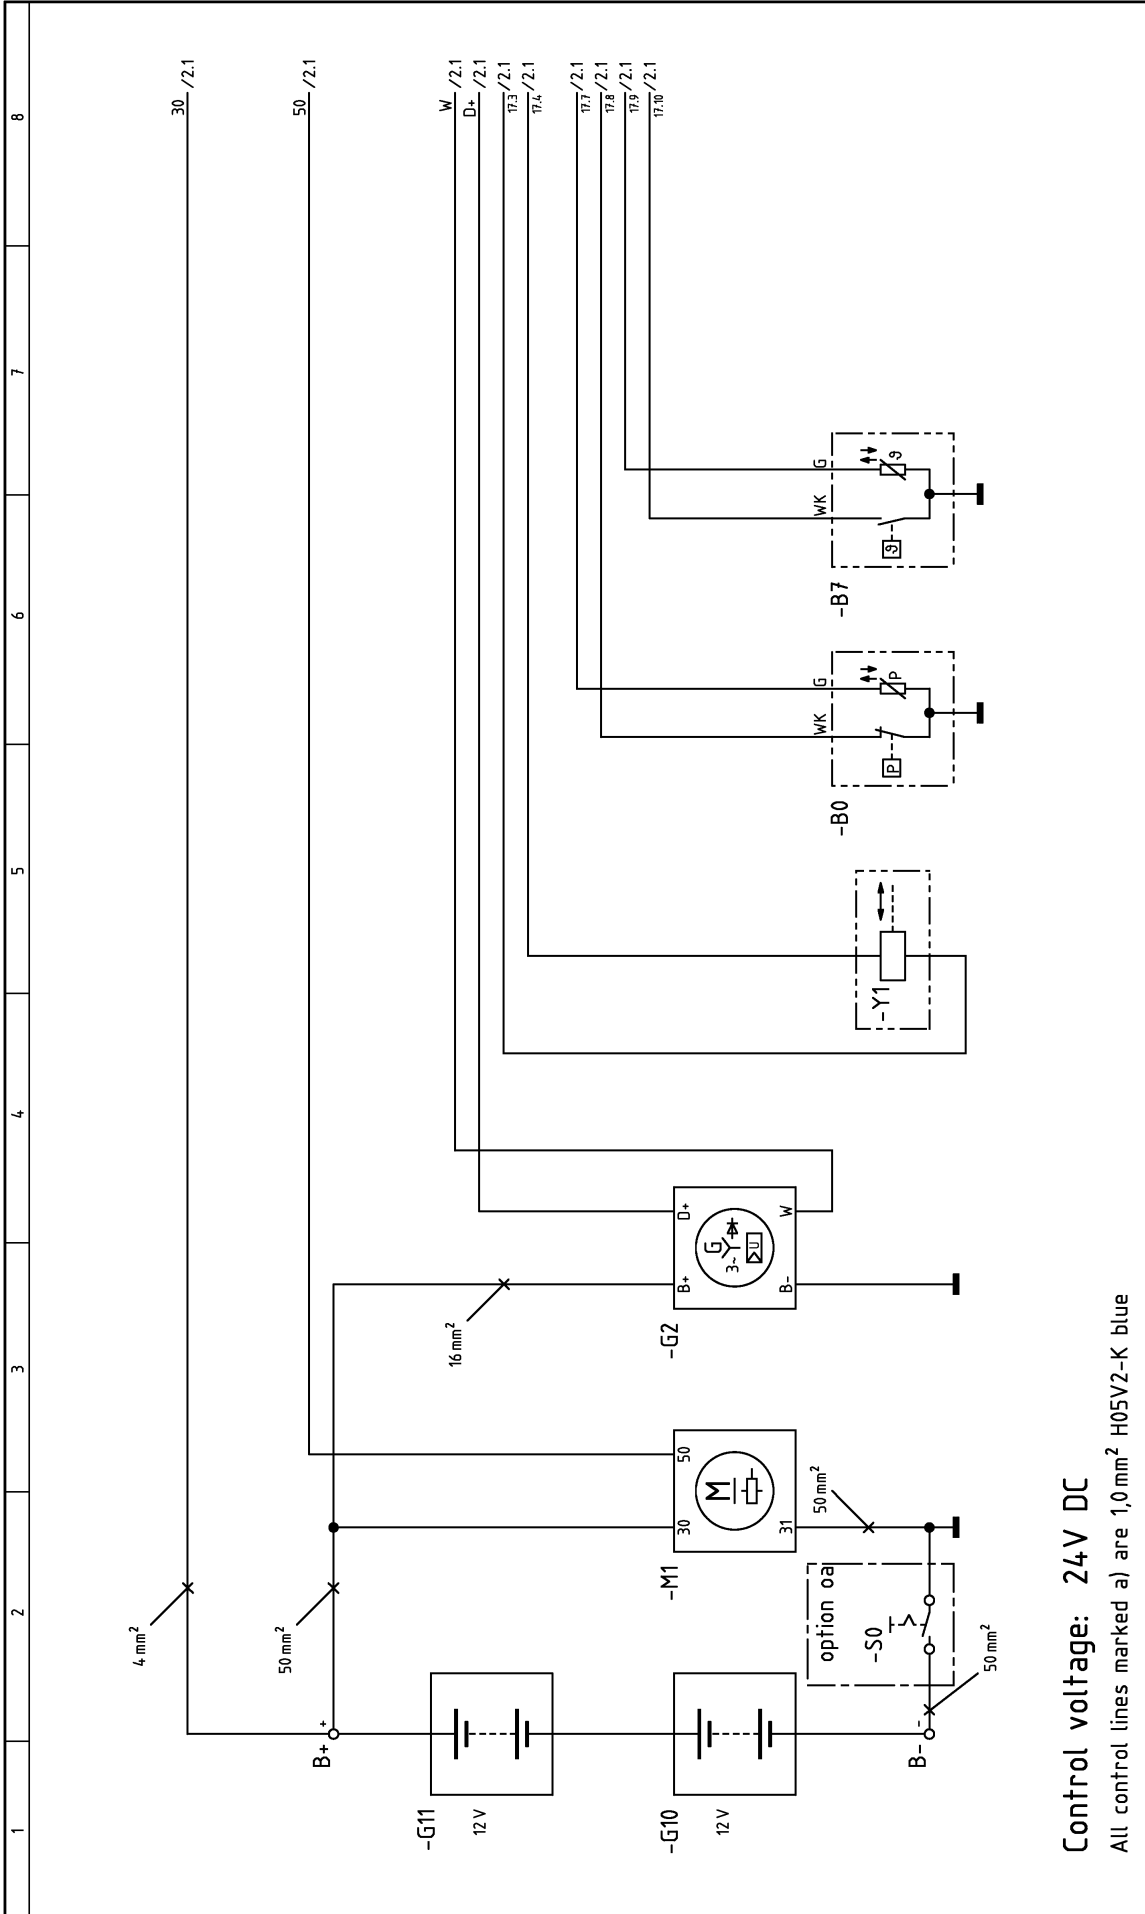 1 2 3 4 5 6 7 8
4 mm²
30 /2.1
50 mm²
50 /2.1
B+ +
-G11
12 V
-G10
12 V
B- -
50 mm²
option oa
-S0
-M1
30 50
M
31
50 mm²
16 mm²
-G2
B+ D+
G
3~
U
B- W
W /2.1
D+ /2.1
17.3 /2.1
17.4 /2.1
17.7 /2.1
17.8 /2.1
17.9 /2.1
17.10 /2.1
-Y1
-B0
WK G
P P
-B7
WK G
ϑ ϑ
Control voltage: 24V DC
All control lines marked a) are 1,0 mm² H05V2-K blue